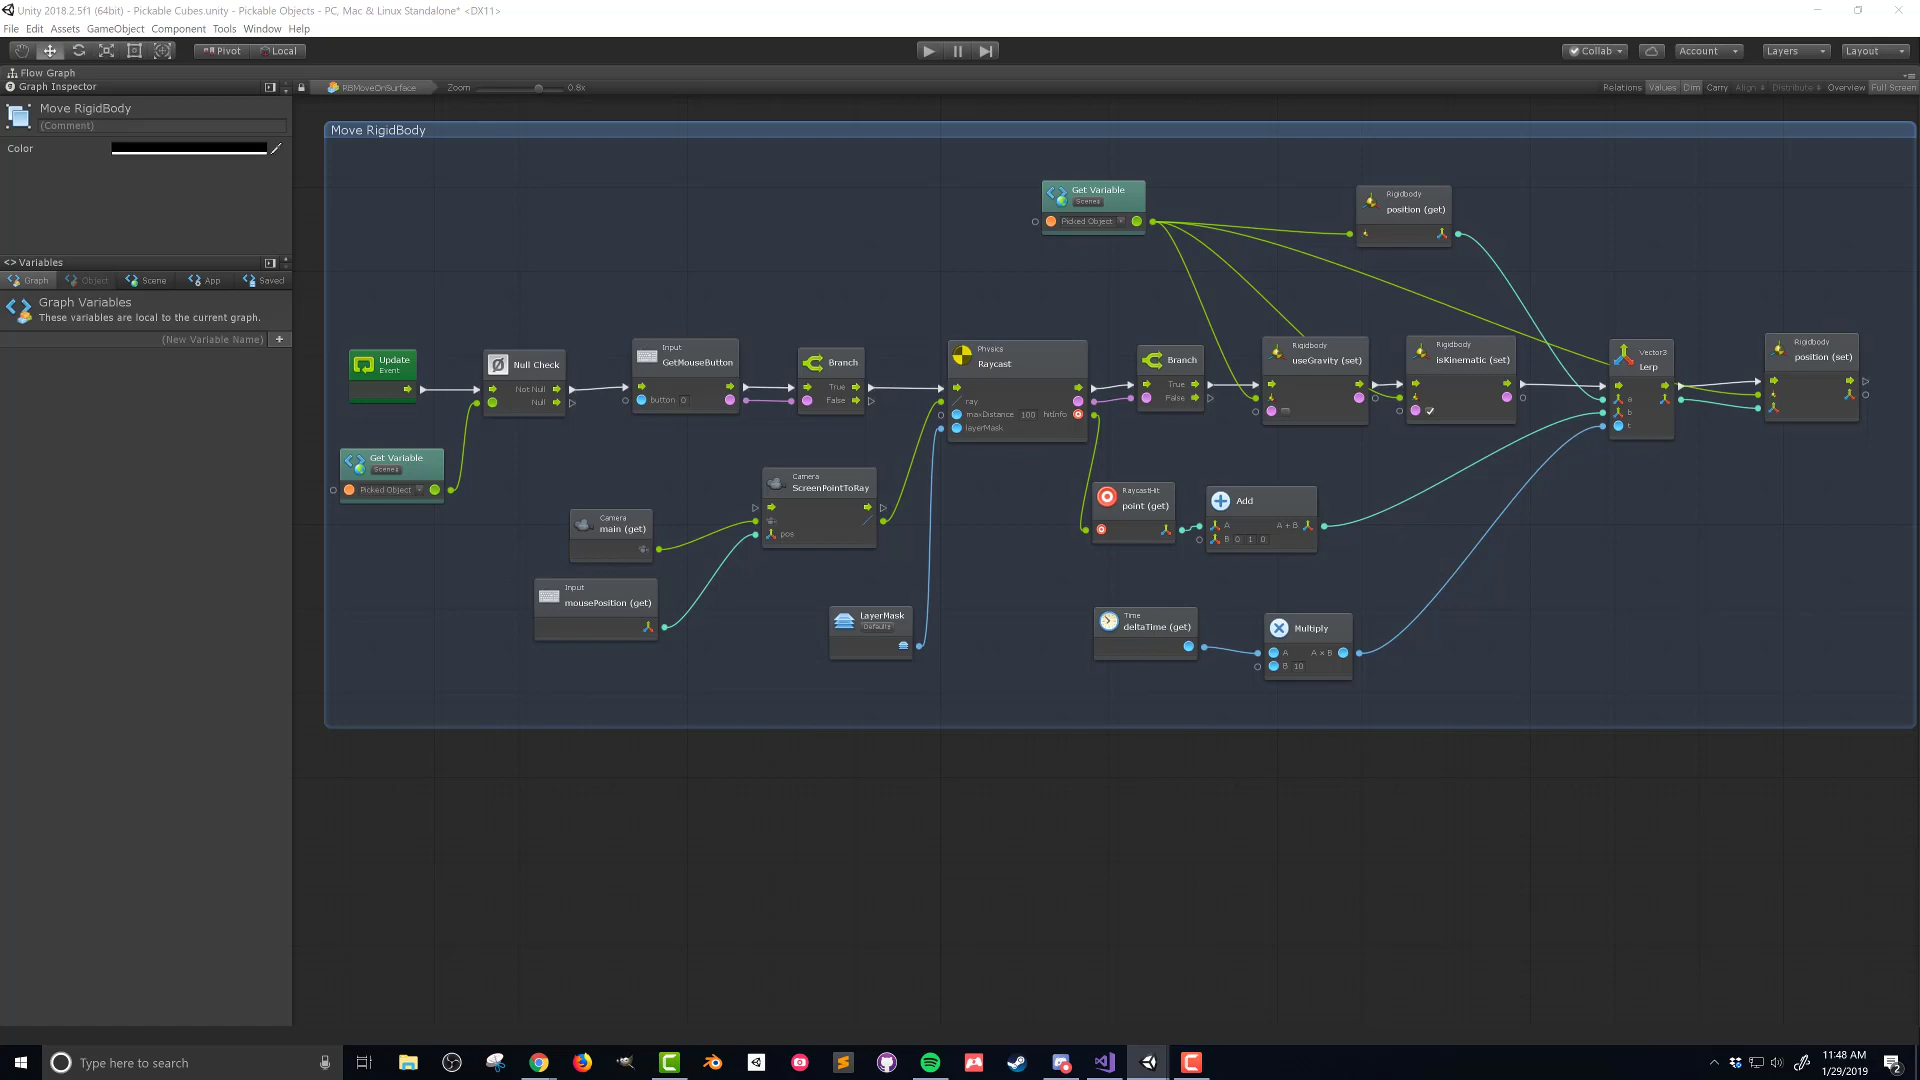 Unity 2018.2.5f1 (64bit) - Pickable Cubes.unity - Pickable Objects - PC, Mac & Linux Standalone* <DX11>
File Edit Assets GameObject Component Tools Window Help
Pivot Local Collab Account Layers Layout
Flow Graph
Graph Inspector
RBMoveOnSurface Zoom 0.8x Relations Values Dim Carry Align Distribute Overview Full Screen
Move RigidBody
(Comment)
Color
<> Variables
Graph Object Scene App Saved
Graph Variables
These variables are local to the current graph.
(New Variable Name) +
Move RigidBody
Get Variable
Scenes
Picked Object
Rigidbody
position (get)
Update
Event
Null Check
Not Null
Null
Input
GetMouseButton
button 0
Branch
True
False
Physics
Raycast
ray
maxDistance 100 hitInfo
layerMask
Branch
True
False
Rigidbody
useGravity (set)
Rigidbody
isKinematic (set)
Vector3
Lerp
a
b
t
Rigidbody
position (set)
Get Variable
Scenes
Picked Object
Camera
main (get)
Camera
ScreenPointToRay
pos
Input
mousePosition (get)
LayerMask
Defaults
RaycastHit
point (get)
Add
A A + B
B 0 1 0
Time
deltaTime (get)
Multiply
A A × B
B 10
Type here to search
11:48 AM
1/29/2019
2